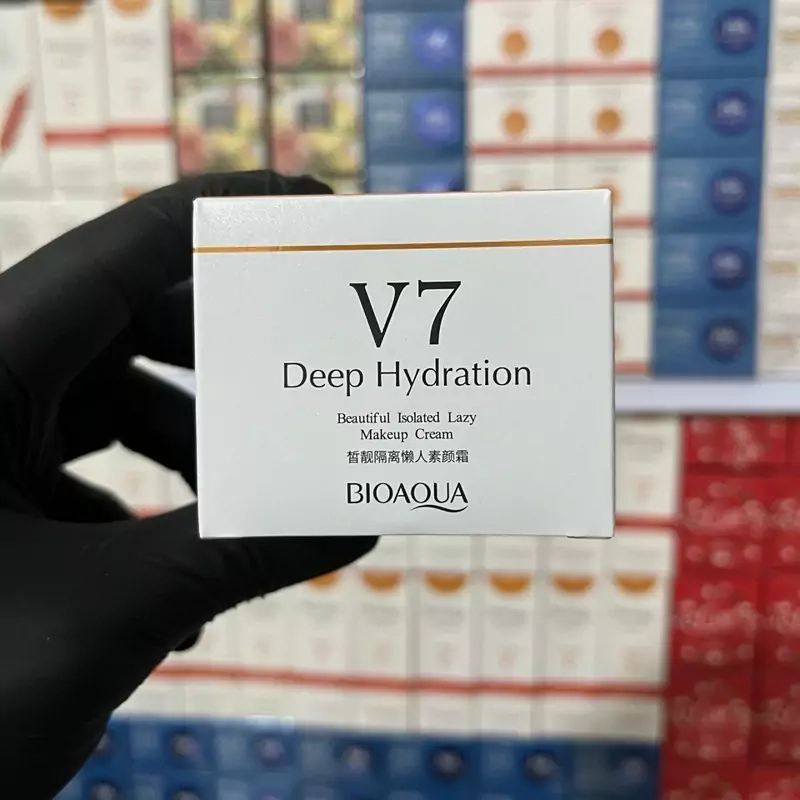 V7
Deep Hydration
Beautiful Isolated Lazy
Makeup Cream
皙靓隔离懒人素颜霜
BIOAQUA